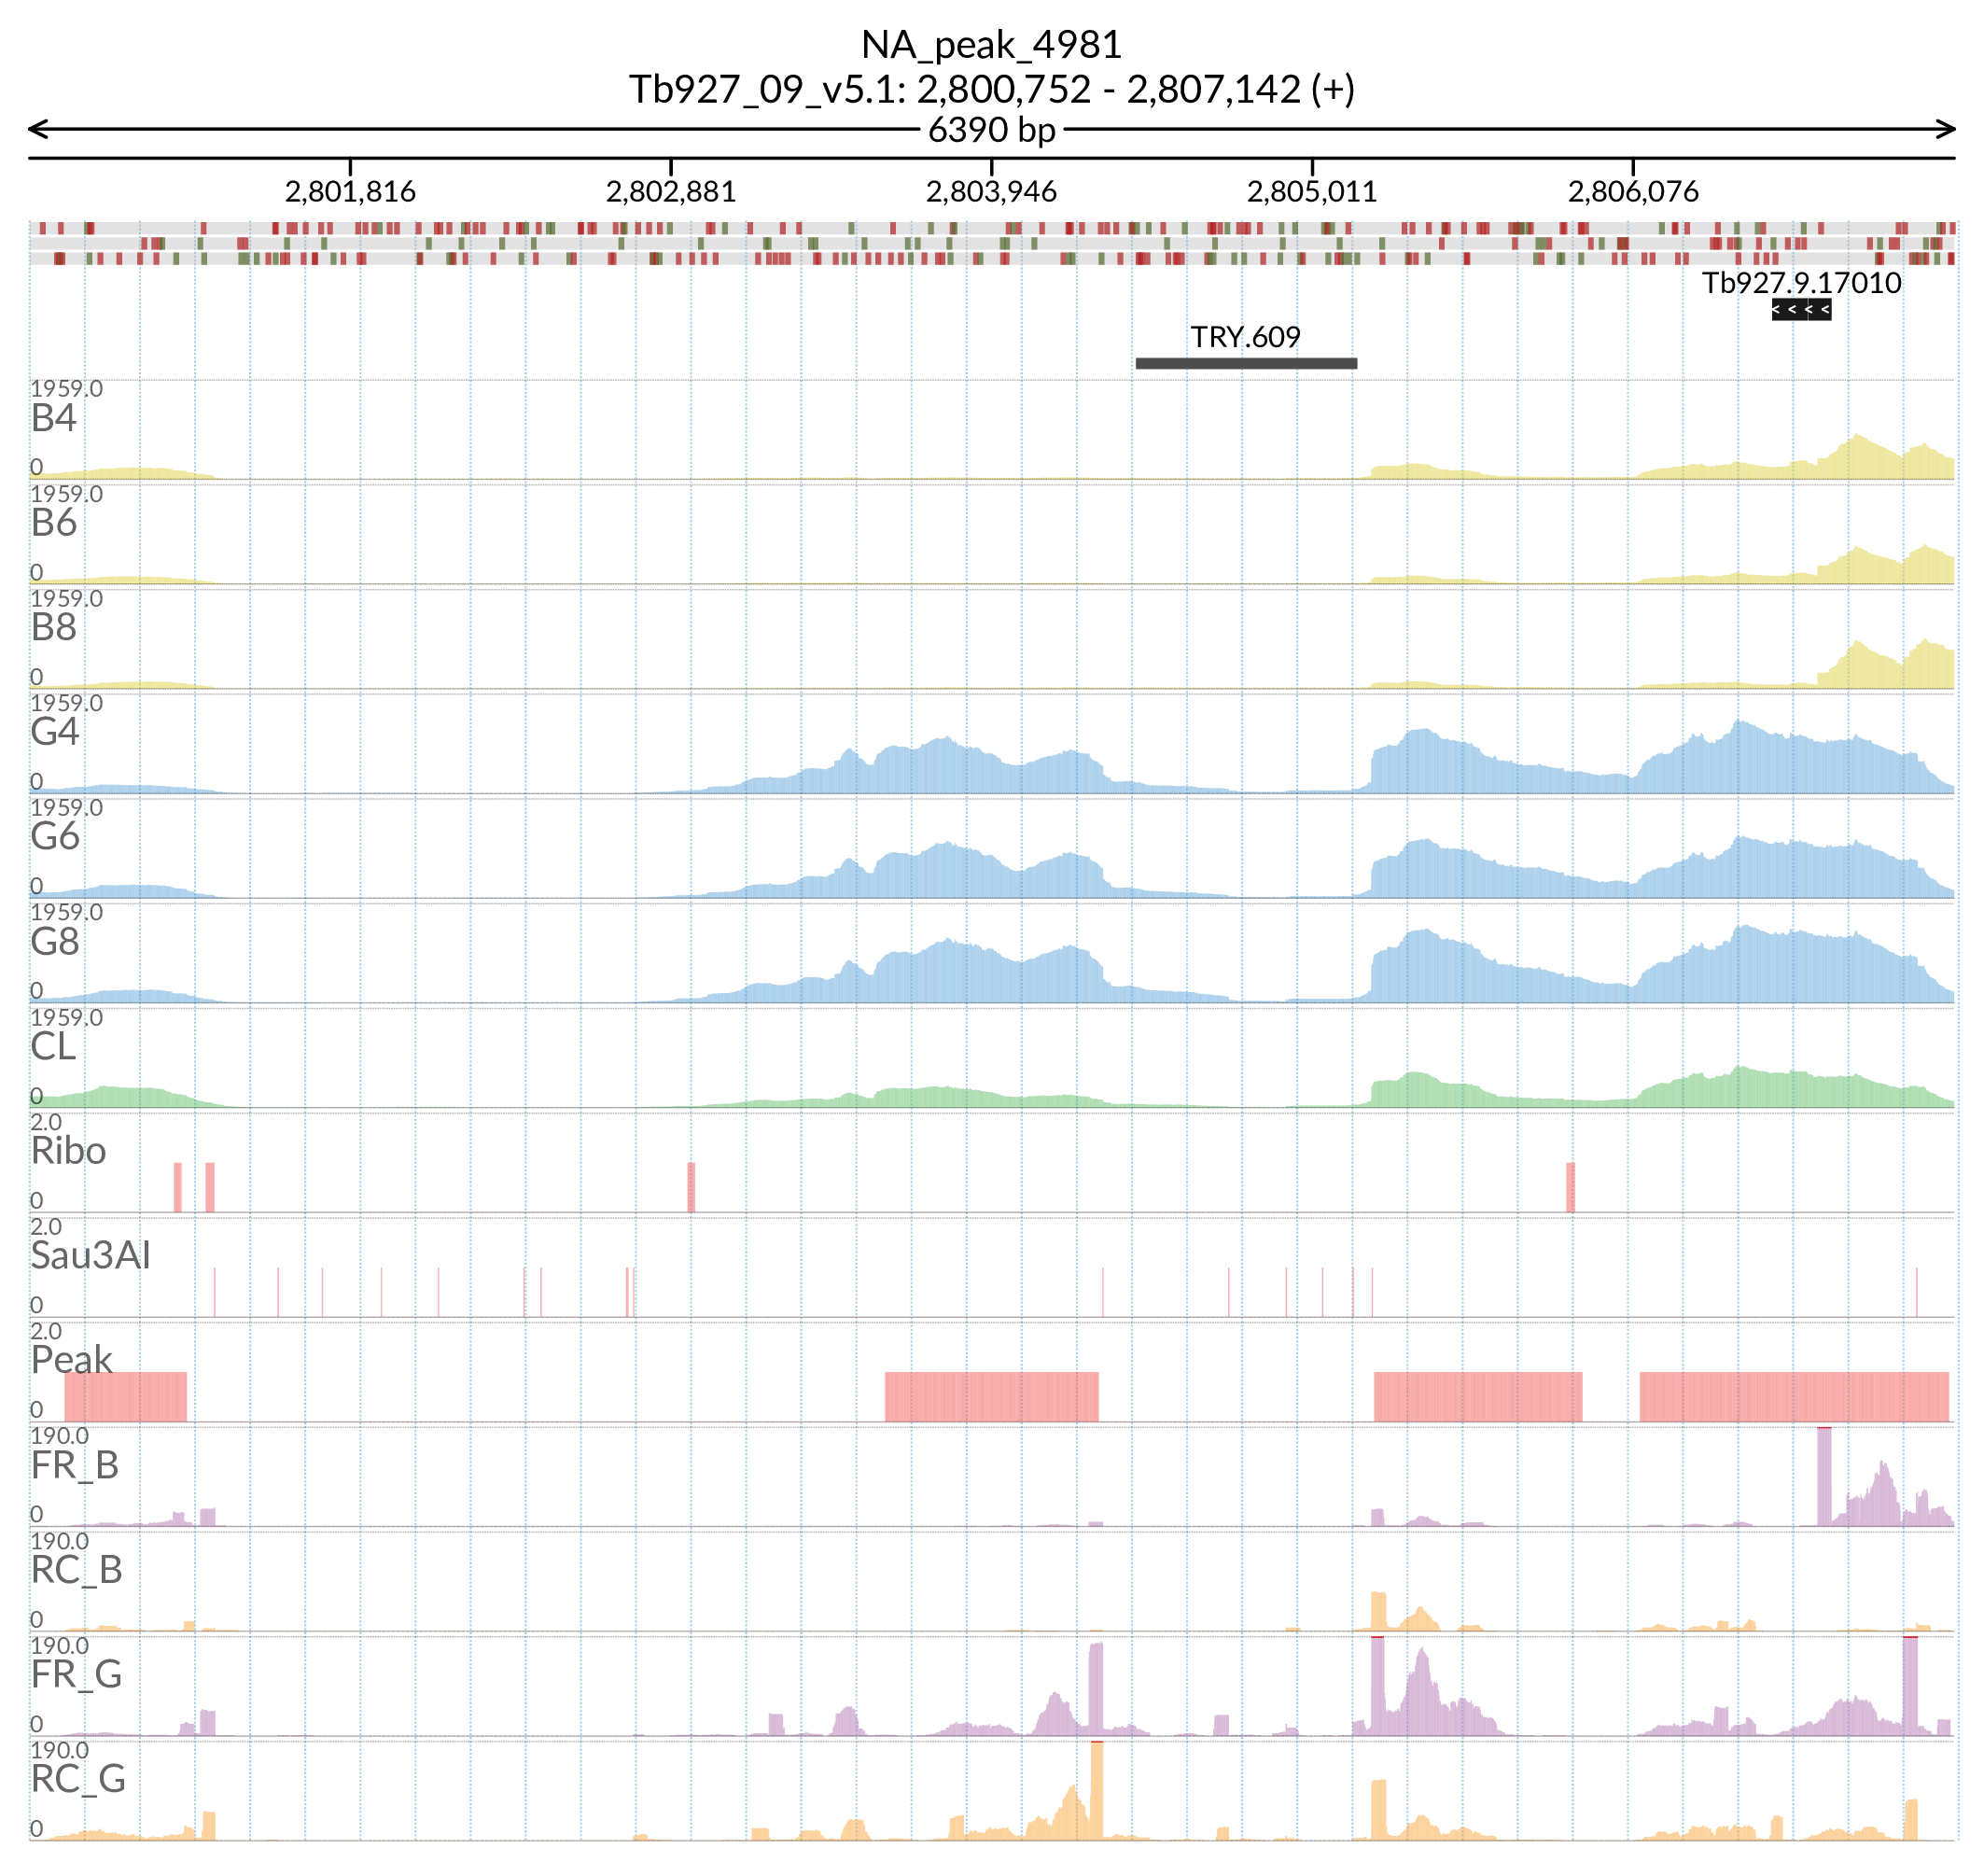 NA_peak_4981
Tb927_09_v5.1: 2,800,752 - 2,807,142 (+)
6390 bp
2,801,816 2,802,881 2,803,946 2,805,011 2,806,076
Tb927.9.17010
< < < <
TRY.609
1959.0
B4
0
1959.0
B6
0
1959.0
B8
0
1959.0
G4
0
1959.0
G6
0
1959.0
G8
0
1959.0
CL
0
2.0
Ribo
0
2.0
Sau3AI
0
2.0
Peak
0
190.0
FR_B
0
190.0
RC_B
0
190.0
FR_G
0
190.0
RC_G
0